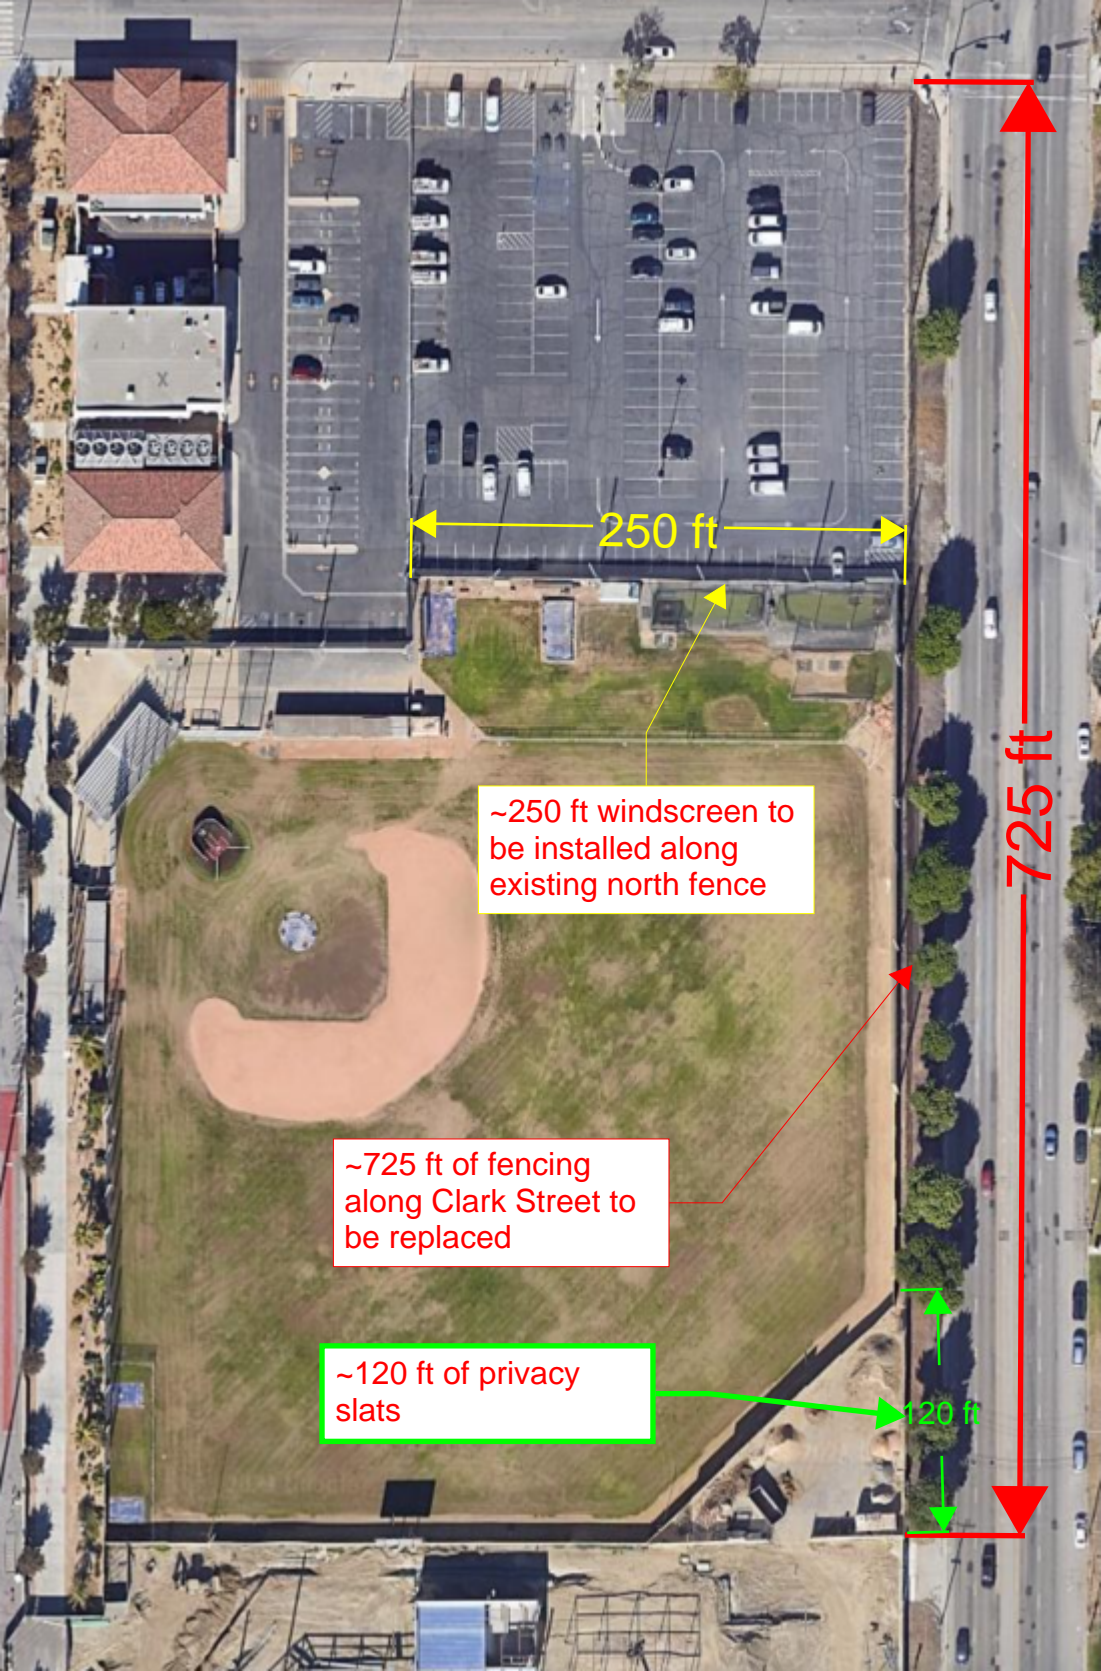 250 ft
725 ft
~250 ft windscreen to
be installed along
existing north fence
~725 ft of fencing
along Clark Street to
be replaced
~120 ft of privacy
slats
120 ft